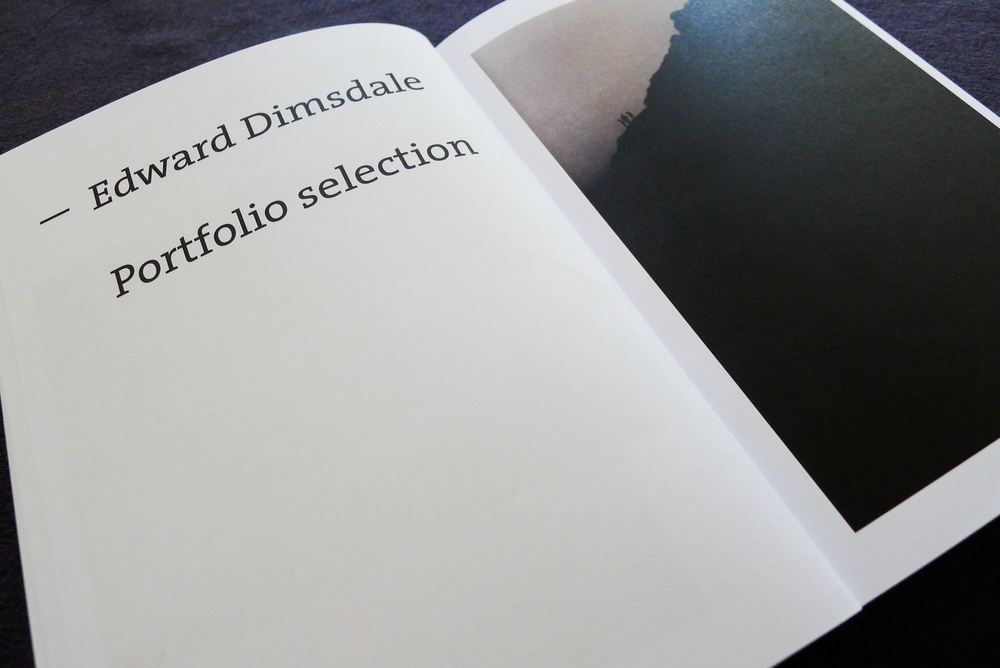 — Edward Dimsdale
Portfolio selection